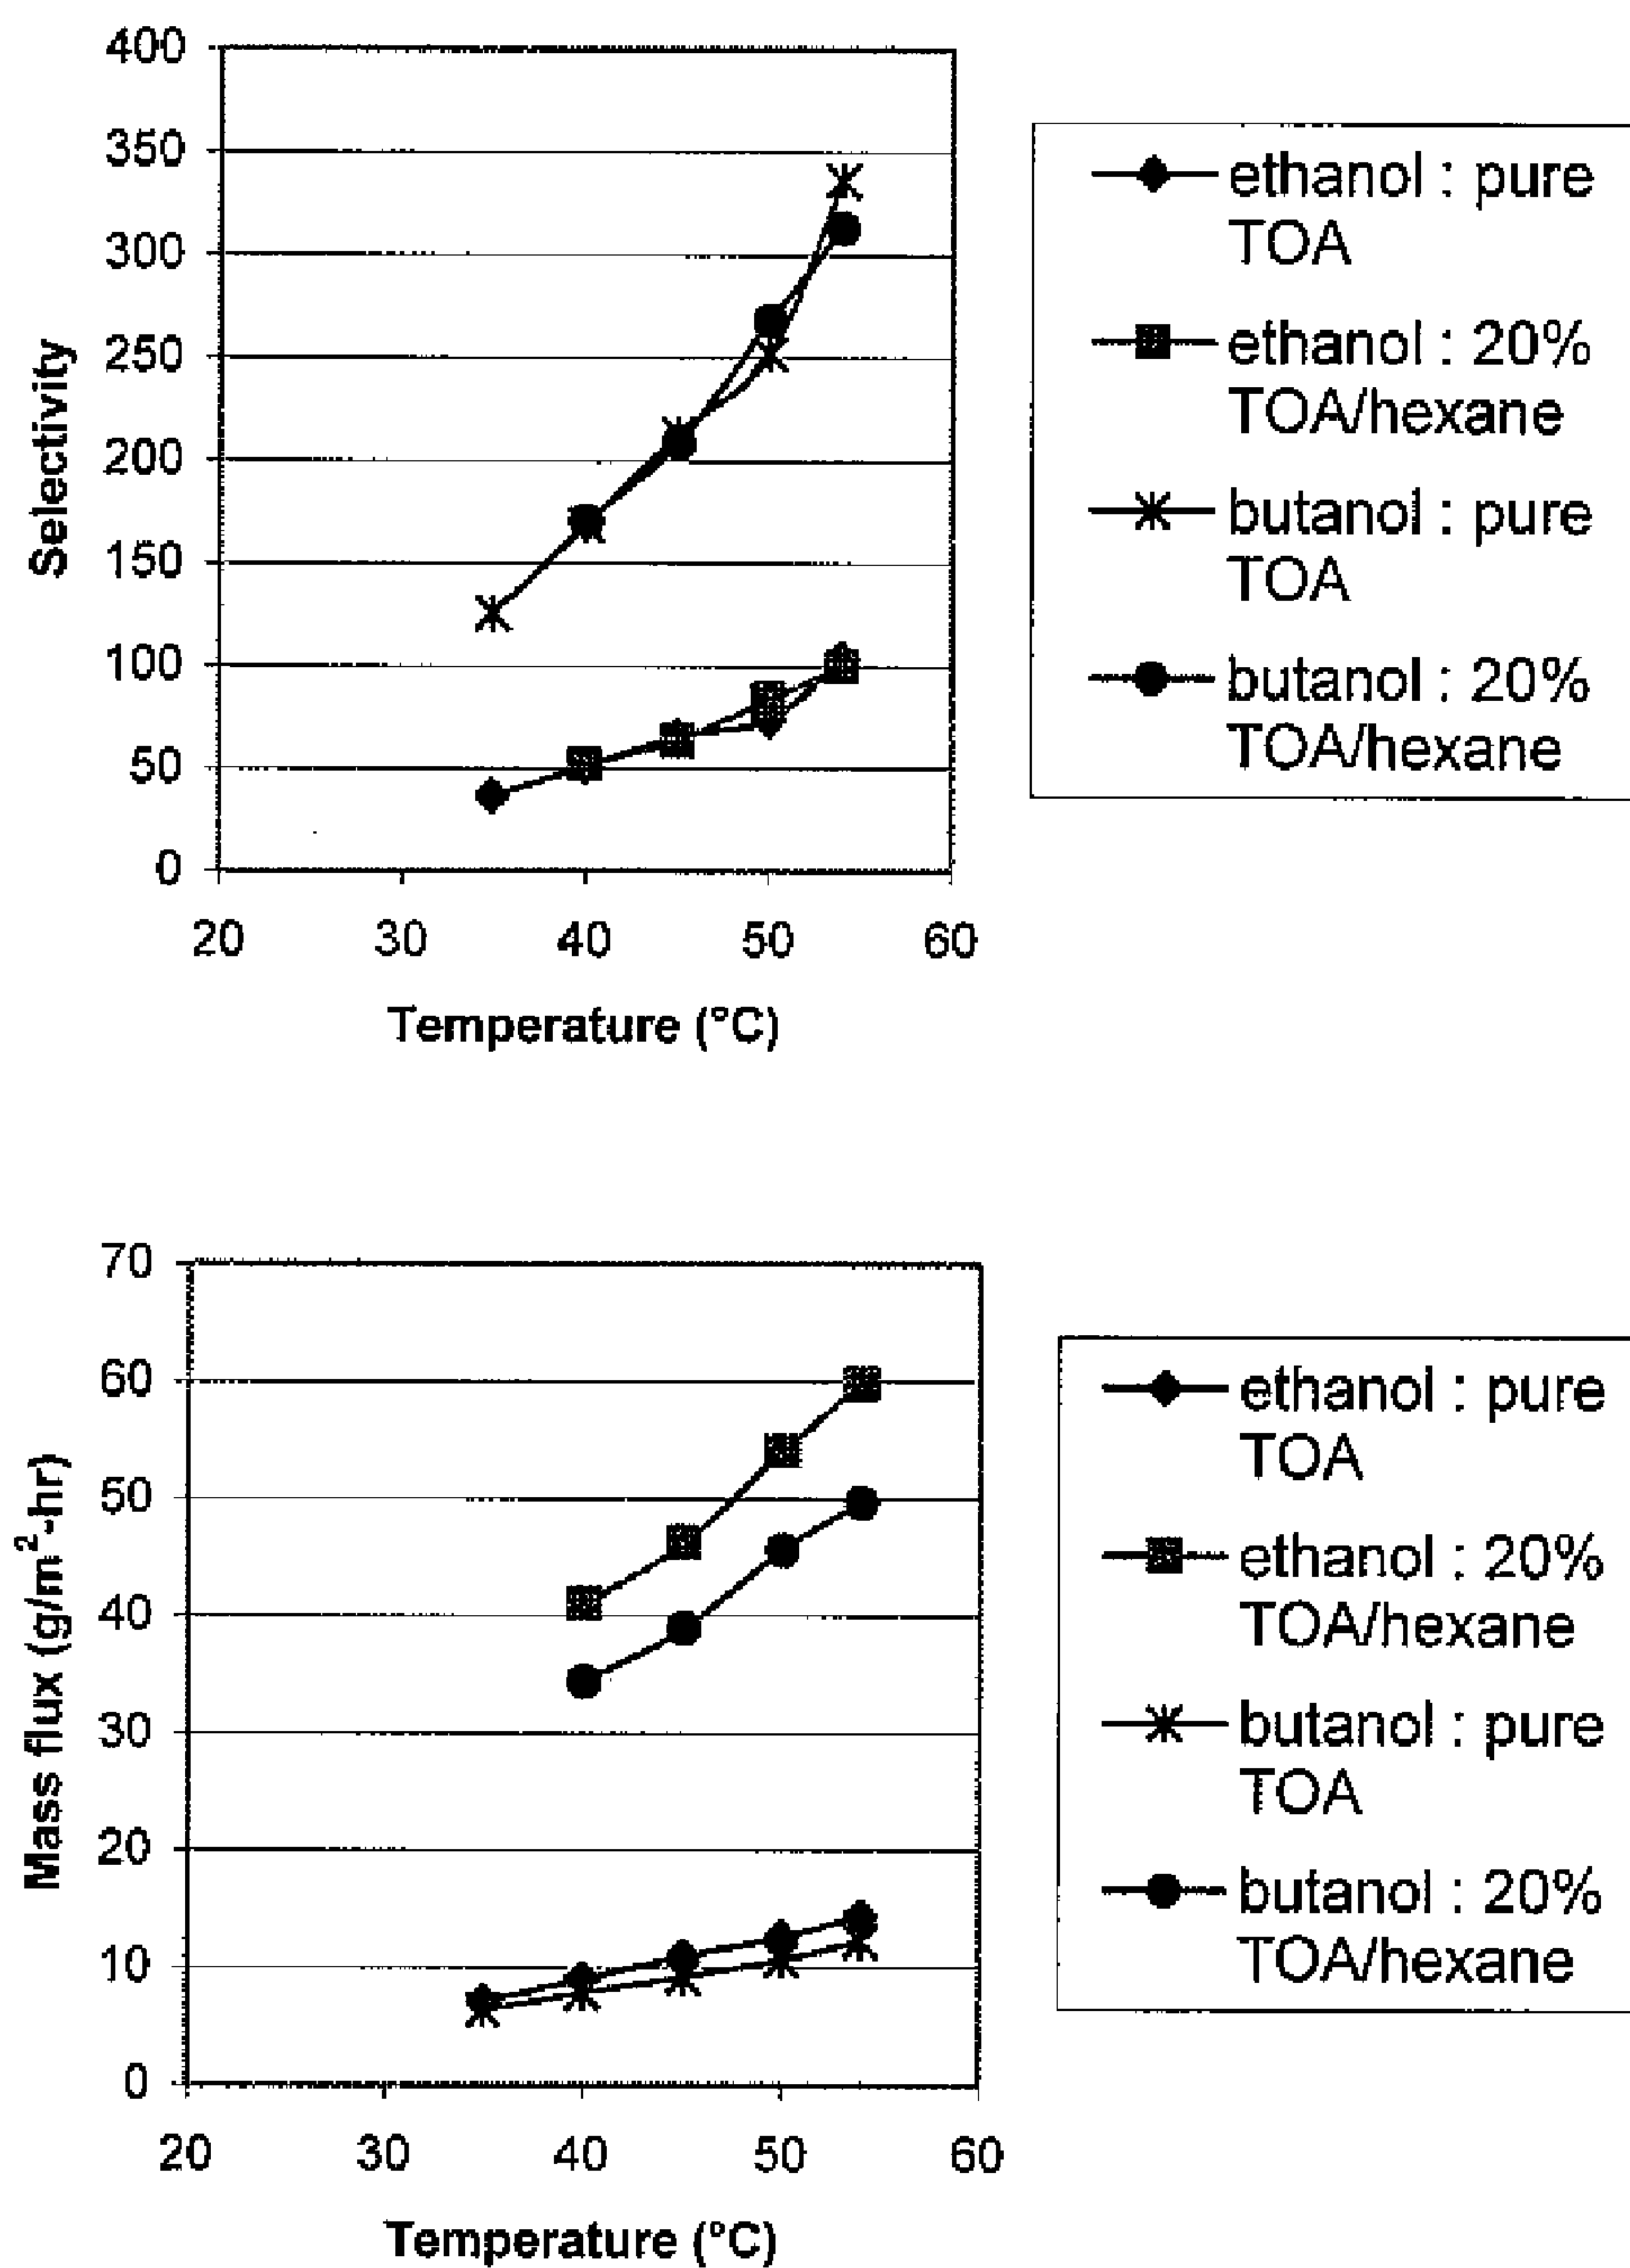 400
350
300
250
200
150
100
50
0
Selectivity
20 30 40 50 60
Temperature (°C)
ethanol : pure
TOA
ethanol : 20%
TOA/hexane
butanol : pure
TOA
butanol : 20%
TOA/hexane
70
60
50
40
30
20
10
0
Mass flux (g/m²-hr)
20 30 40 50 60
Temperature (°C)
ethanol : pure
TOA
ethanol : 20%
TOA/hexane
butanol : pure
TOA
butanol : 20%
TOA/hexane